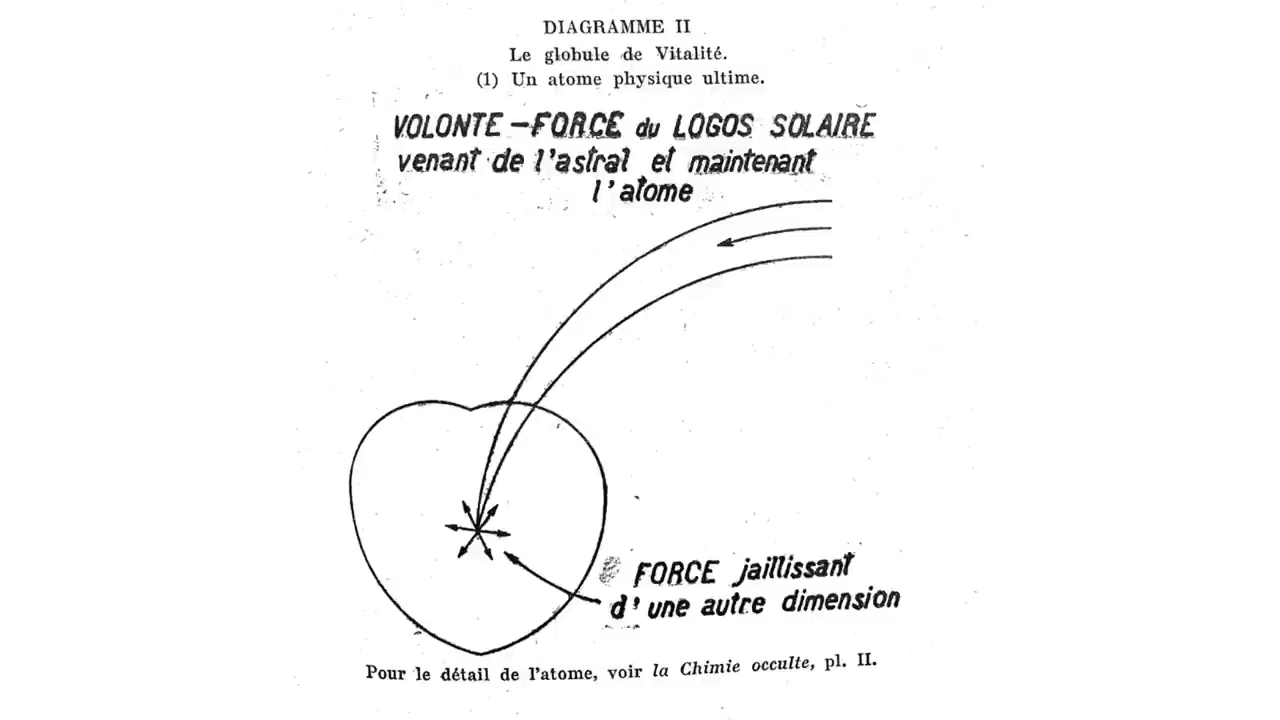 DIAGRAMME II
Le globule de Vitalité.
(1) Un atome physique ultime.
VOLONTE – FORCE du LOGOS SOLAIRE
venant de l'astral et maintenant
l'atome
FORCE jaillissant
d'une autre dimension
Pour le détail de l'atome, voir la Chimie occulte, pl. II.